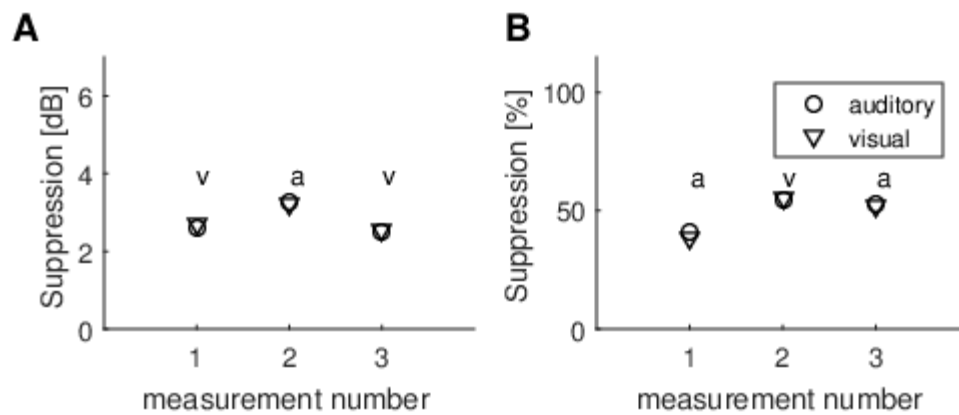 A
Suppression [dB]
6
4
2
0
v
a
v
1 2 3
measurement number
B
Suppression [%]
100
50
0
auditory
visual
a
v
a
1 2 3
measurement number